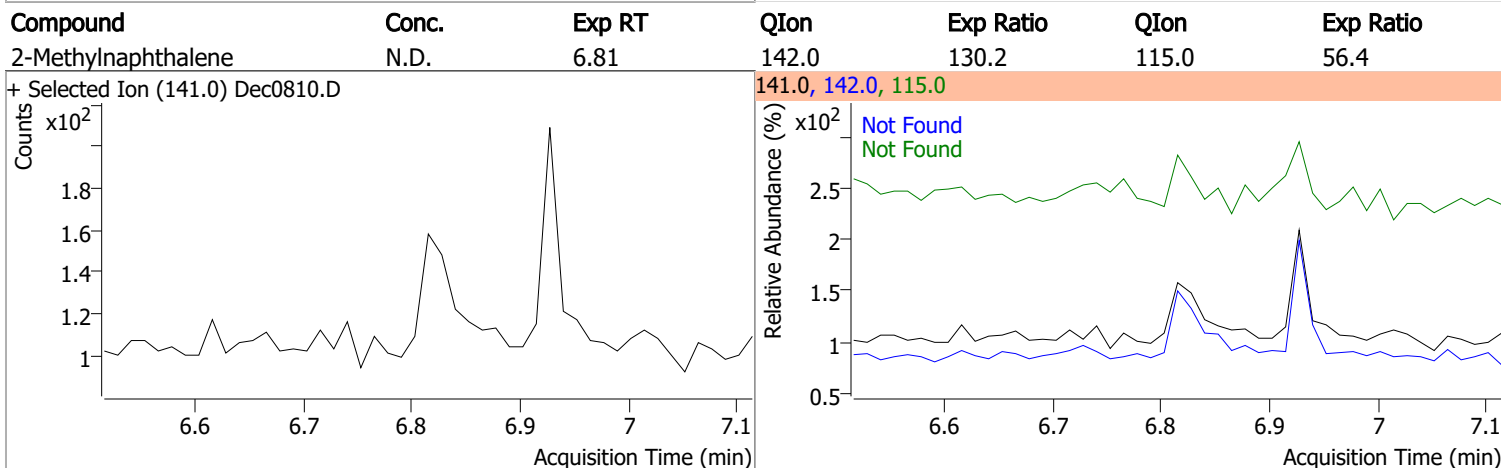 Compound Conc. Exp RT QIon Exp Ratio QIon Exp Ratio
2-Methylnaphthalene N.D. 6.81 142.0 130.2 115.0 56.4
+ Selected Ion (141.0) Dec0810.D
Counts
x10²
1.8
1.6
1.4
1.2
1
6.6 6.7 6.8 6.9 7 7.1
Acquisition Time (min)
141.0, 142.0, 115.0
Relative Abundance (%)
x10²
Not Found
Not Found
2.5
2
1.5
1
0.5
6.6 6.7 6.8 6.9 7 7.1
Acquisition Time (min)